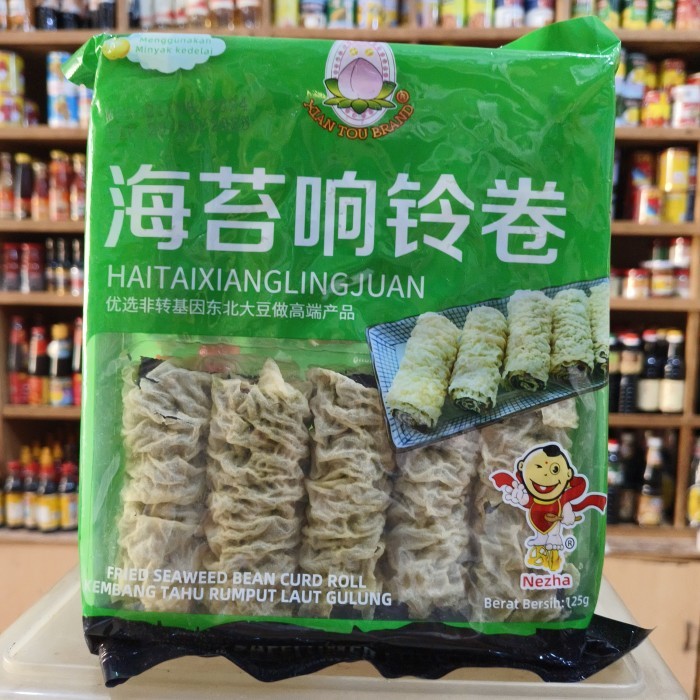 Menggunakan
Minyak kedelai
XIAN TOU BRAND®
海苔响铃卷
HAITAIXIANGLINGJUAN
优选非转基因东北大豆做高端产品
FRIED SEAWEED BEAN CURD ROLL
KEMBANG TAHU RUMPUT LAUT GULUNG
®
Nezha
Berat Bersih:125g